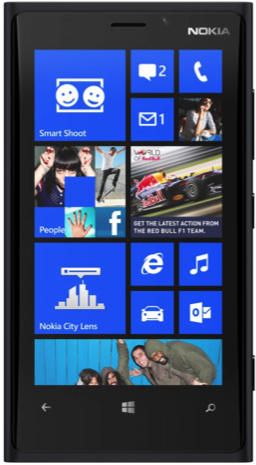 NOKIA
2
Smart Shoot
1
People
f
WORLD
OF Red Bull
GET THE LATEST ACTION FROM
THE RED BULL F1 TEAM.
Nokia City Lens